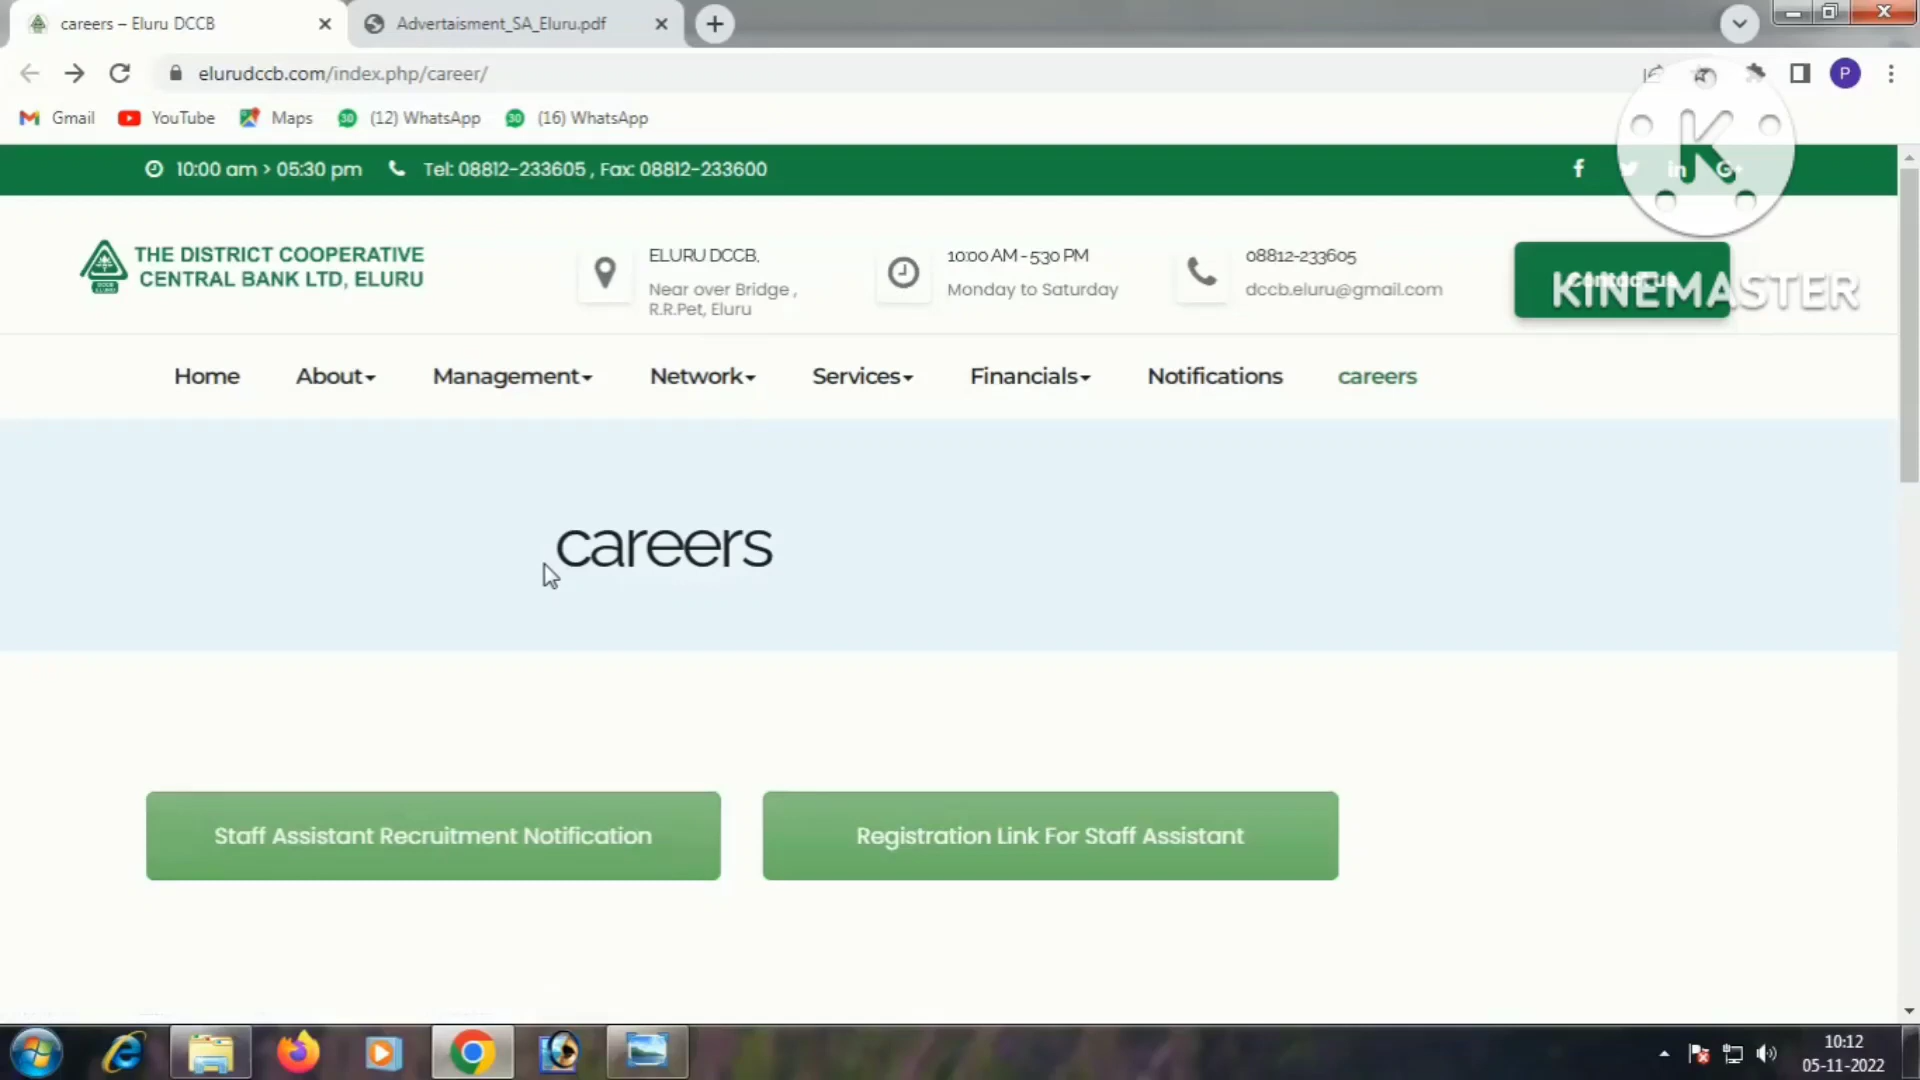 careers – Eluru DCCB
Advertaisment_SA_Eluru.pdf
elurudccb.com/index.php/career/
P
Gmail
YouTube
Maps
(12) WhatsApp
(16) WhatsApp
10:00 am > 05:30 pm
Tel: 08812-233605 , Fax: 08812-233600
THE DISTRICT COOPERATIVE
CENTRAL BANK LTD, ELURU
ELURU DCCB,
Near over Bridge ,
R.R.Pet, Eluru
10:00 AM - 5:30 PM
Monday to Saturday
08812-233605
dccb.eluru@gmail.com
KINEMASTER
Home
About
Management
Network
Services
Financials
Notifications
careers
careers
Staff Assistant Recruitment Notification
Registration Link For Staff Assistant
10:12
05-11-2022